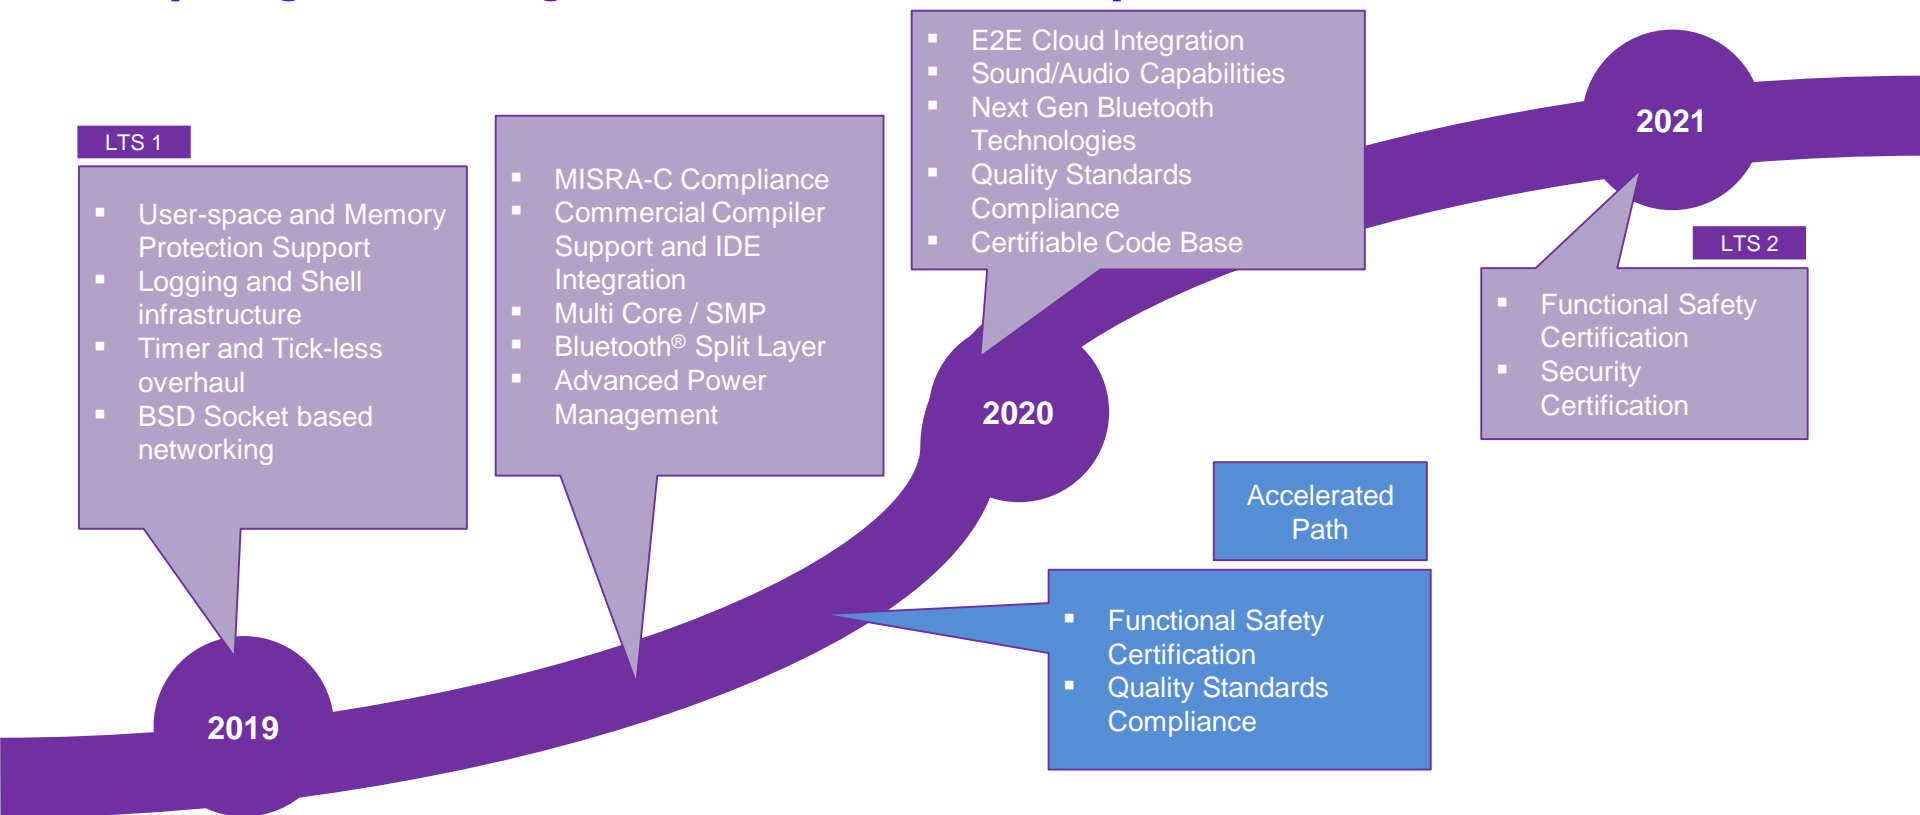 LTS 1
▪ User-space and Memory
Protection Support
▪ Logging and Shell
infrastructure
▪ Timer and Tick-less
overhaul
▪ BSD Socket based
networking
2019
▪ MISRA-C Compliance
▪ Commercial Compiler
Support and IDE
Integration
▪ Multi Core / SMP
▪ Bluetooth® Split Layer
▪ Advanced Power
Management
▪ E2E Cloud Integration
▪ Sound/Audio Capabilities
▪ Next Gen Bluetooth
Technologies
▪ Quality Standards
Compliance
▪ Certifiable Code Base
2020
Accelerated
Path
▪ Functional Safety
Certification
▪ Quality Standards
Compliance
2021
LTS 2
▪ Functional Safety
Certification
▪ Security
Certification